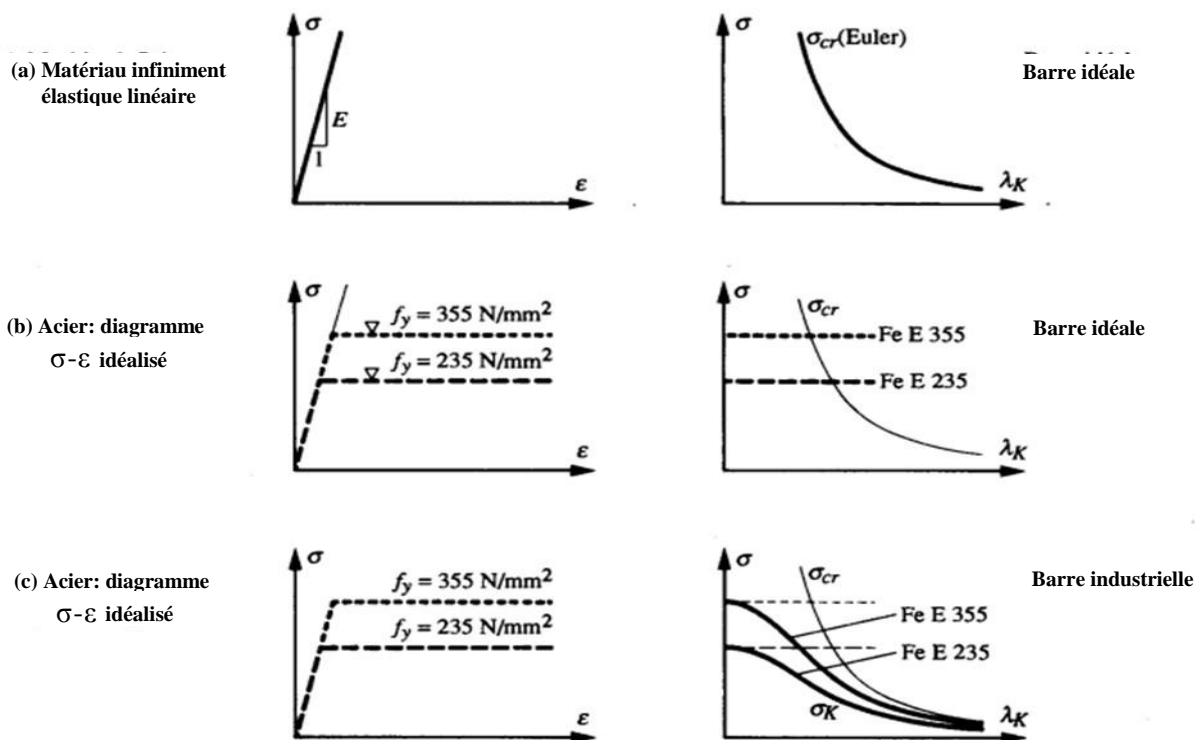 σ
σ
σcr(Euler)
(a) Matériau infiniment
élastique linéaire
Barre idéale
E
1
ε
λK
σ
σ
σcr
(b) Acier: diagramme
σ-ε idéalisé
fy = 355 N/mm²
fy = 235 N/mm²
Fe E 355
Fe E 235
Barre idéale
ε
λK
σ
σ
σcr
(c) Acier: diagramme
σ-ε idéalisé
fy = 355 N/mm²
fy = 235 N/mm²
Fe E 355
Fe E 235
Barre industrielle
σK
ε
λK